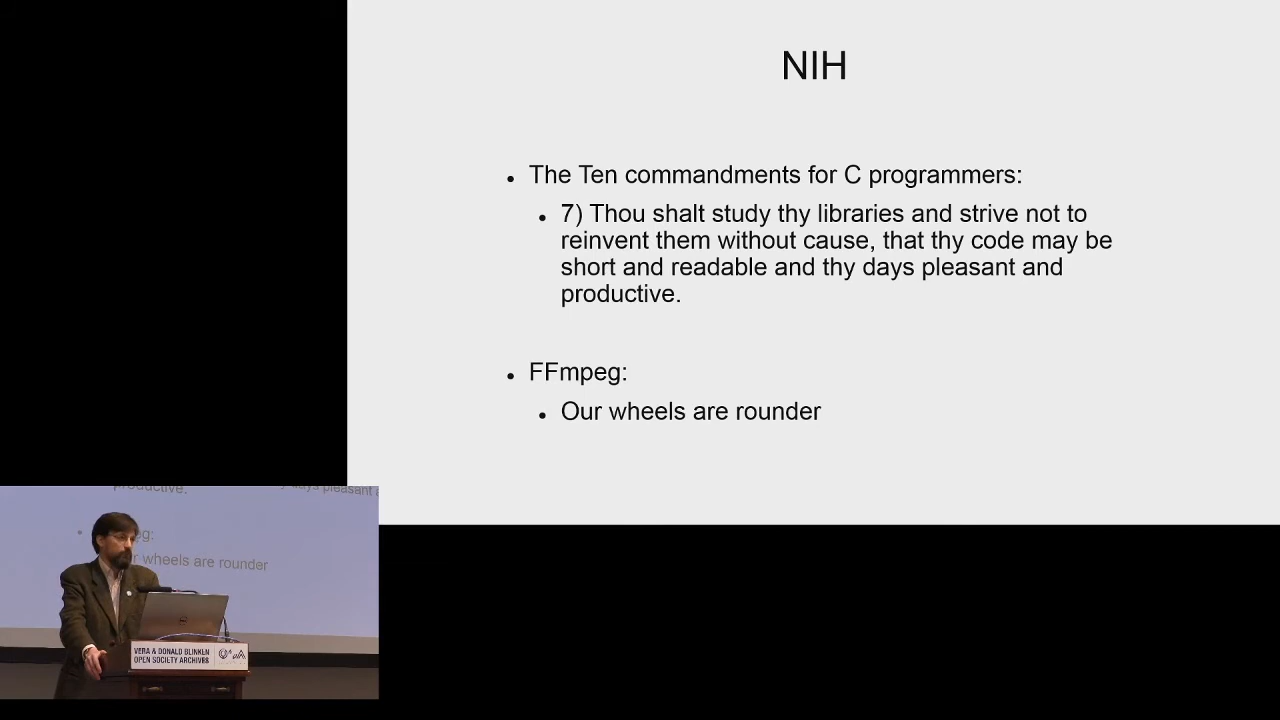 NIH
The Ten commandments for C programmers:
7) Thou shalt study thy libraries and strive not to
reinvent them without cause, that thy code may be
short and readable and thy days pleasant and
productive.
FFmpeg:
Our wheels are rounder
productive.
days pleasant
wheels are rounder
VERA & DONALD BLINKEN
OPEN SOCIETY ARCHIVES